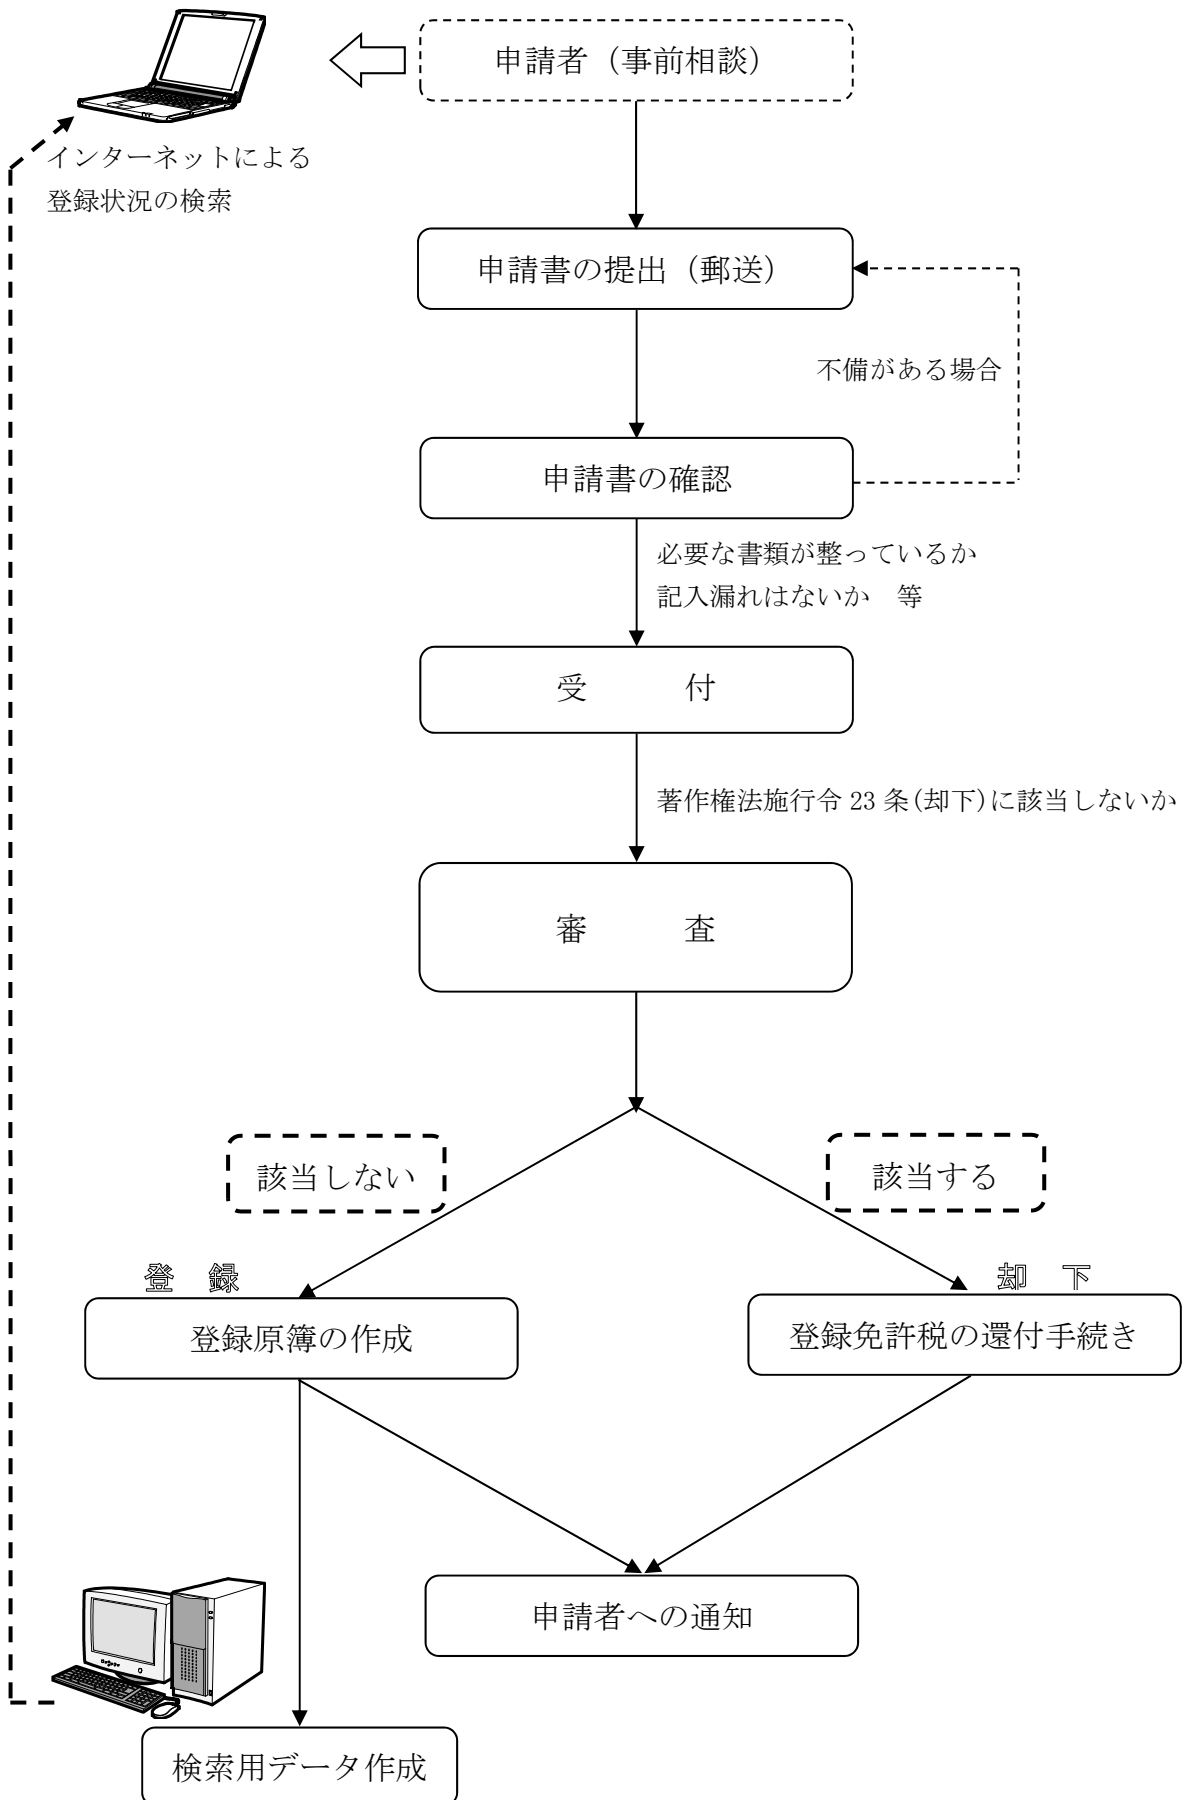 申請者（事前相談）
インターネットによる
登録状況の検索
申請書の提出（郵送）
不備がある場合
申請書の確認
必要な書類が整っているか
記入漏れはないか　等
受　　　付
著作権法施行令 23 条（却下）に該当しないか
審　　　査
該当しない
該当する
登　録
却　下
登録原簿の作成
登録免許税の還付手続き
申請者への通知
検索用データ作成